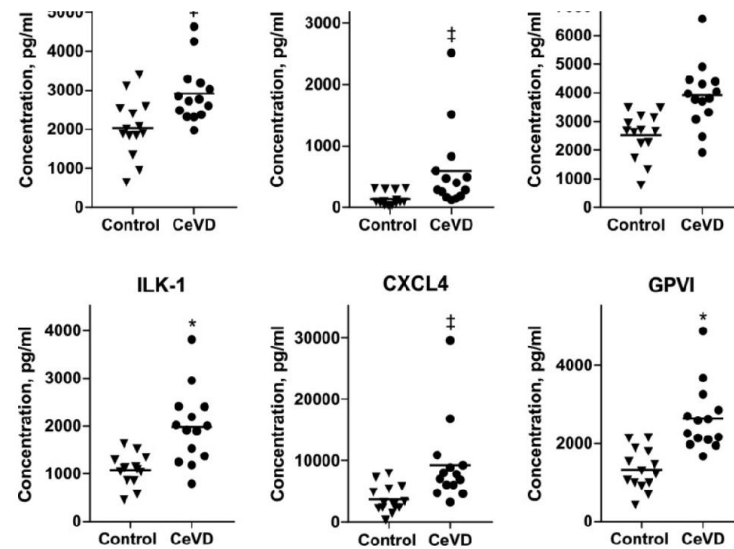 5000
4000
3000
2000
1000
0
Concentration, pg/ml
‡
Control CeVD
3000
2000
1000
0
Concentration, pg/ml
‡
Control CeVD
7000
6000
5000
4000
3000
2000
1000
0
Concentration, pg/ml
Control CeVD
ILK-1
4000
3000
2000
1000
0
Concentration, pg/ml
*
Control CeVD
CXCL4
30000
20000
10000
0
Concentration, pg/ml
‡
Control CeVD
GPVI
4000
2000
0
Concentration, pg/ml
*
Control CeVD